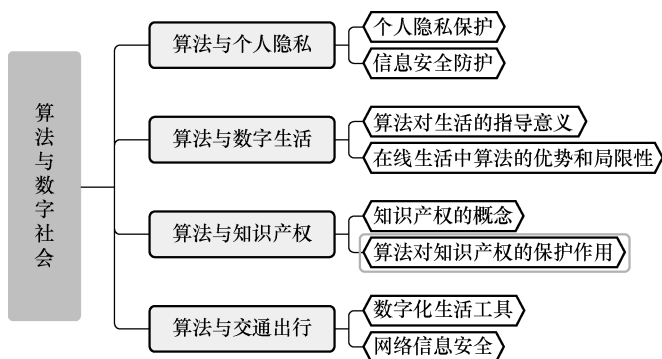 算法与数字社会
算法与个人隐私
个人隐私保护
信息安全防护
算法与数字生活
算法对生活的指导意义
在线生活中算法的优势和局限性
算法与知识产权
知识产权的概念
算法对知识产权的保护作用
算法与交通出行
数字化生活工具
网络信息安全